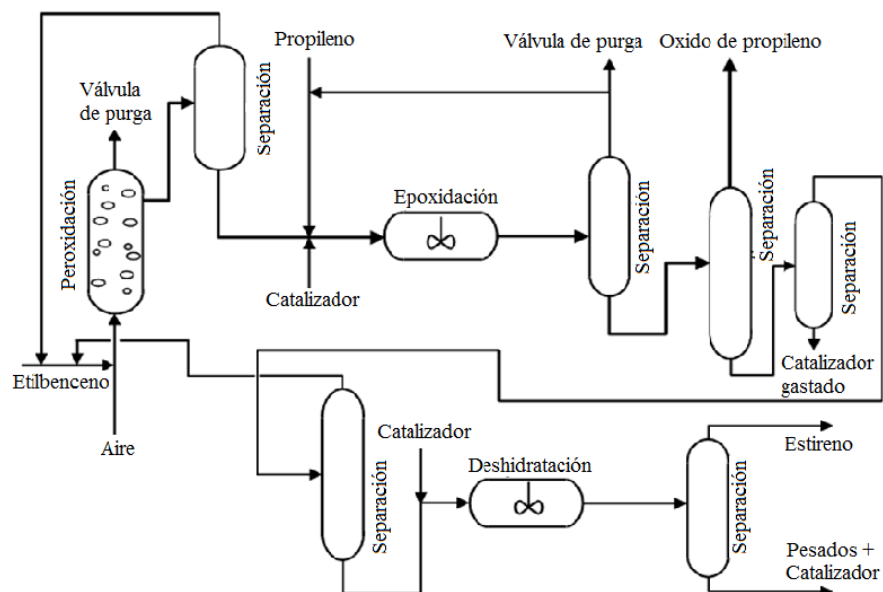 Propileno
Válvula de purga
Oxido de propileno
Válvula
de purga
Separación
Peroxidación
Epoxidación
Separación
Separación
Separación
Catalizador
Catalizador
gastado
Etilbenceno
Aire
Catalizador
Separación
Deshidratación
Separación
Estireno
Pesados +
Catalizador